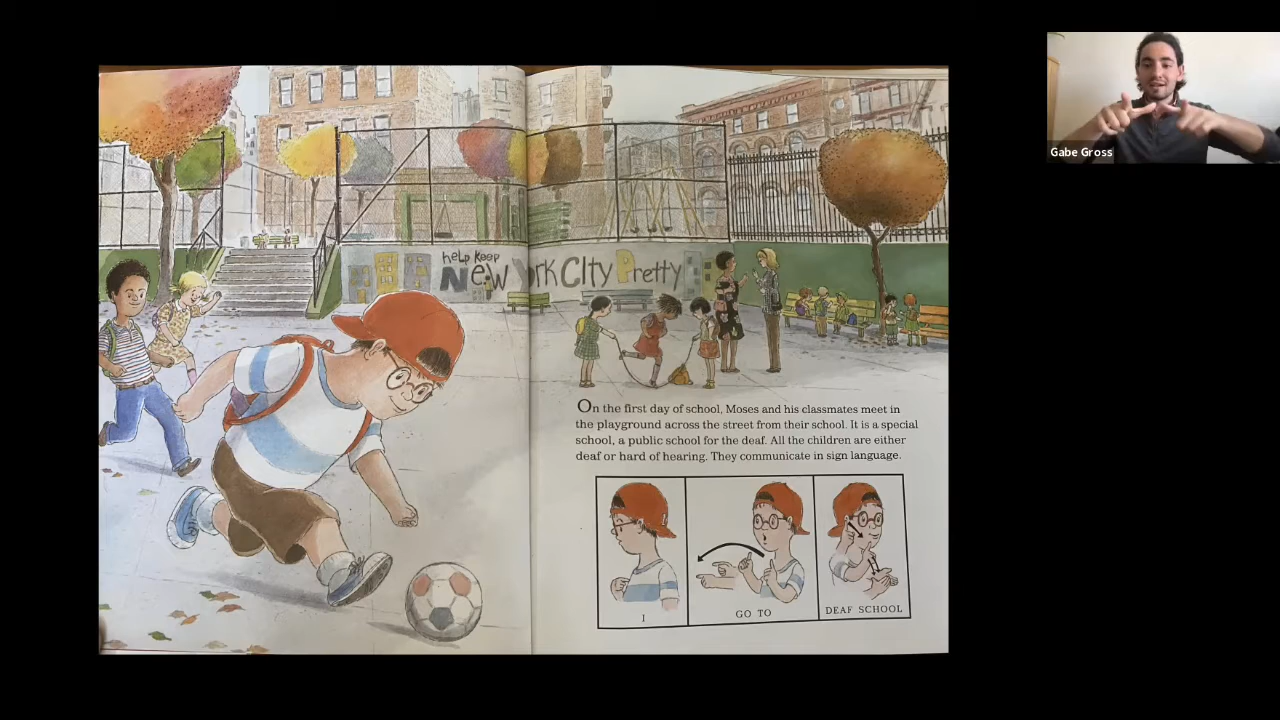 help keep
New York City Pretty
On the first day of school, Moses and his classmates meet in
the playground across the street from their school. It is a special
school, a public school for the deaf. All the children are either
deaf or hard of hearing. They communicate in sign language.
I
GO TO
DEAF SCHOOL
Gabe Gross